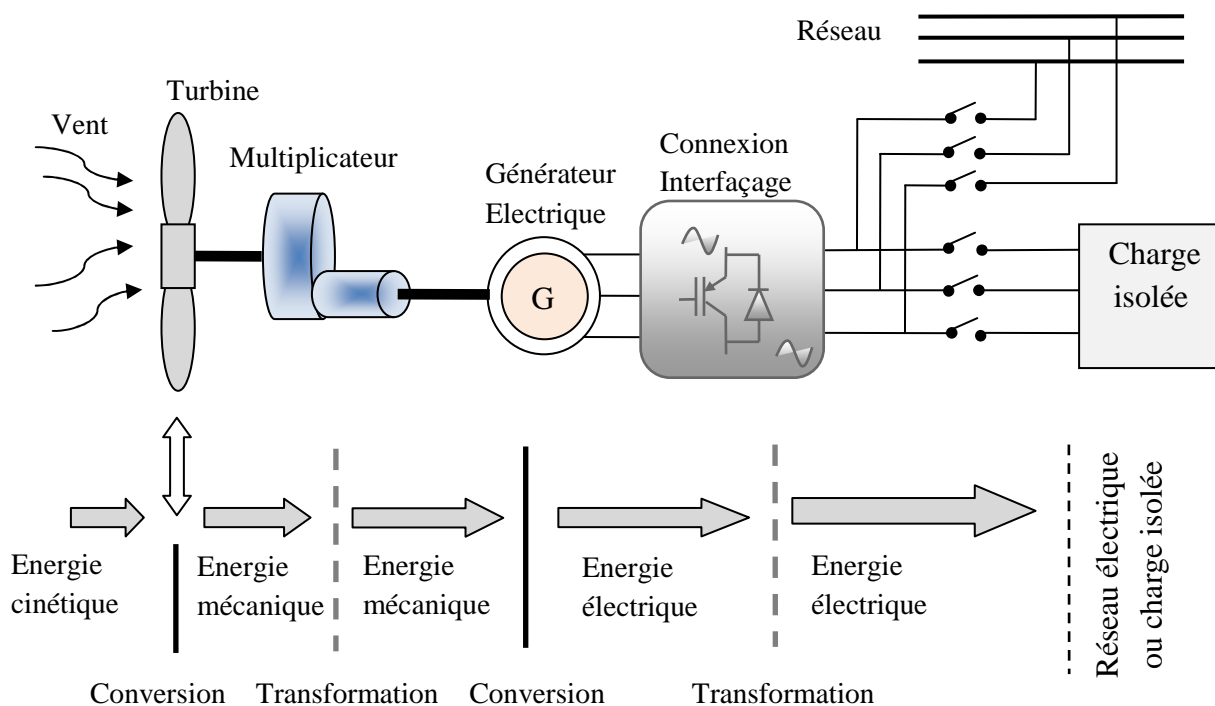 Réseau
Turbine
Vent
Multiplicateur
Générateur
Electrique
Connexion
Interfaçage
G
Charge
isolée
Energie
cinétique
Energie
mécanique
Energie
mécanique
Energie
électrique
Energie
électrique
Réseau électrique
ou charge isolée
Conversion
Transformation
Conversion
Transformation